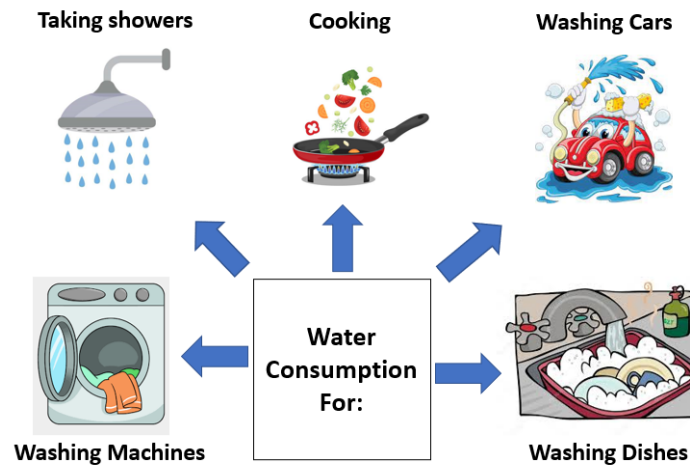 Taking showers
Cooking
Washing Cars
Water
Consumption
For:
Washing Machines
Washing Dishes